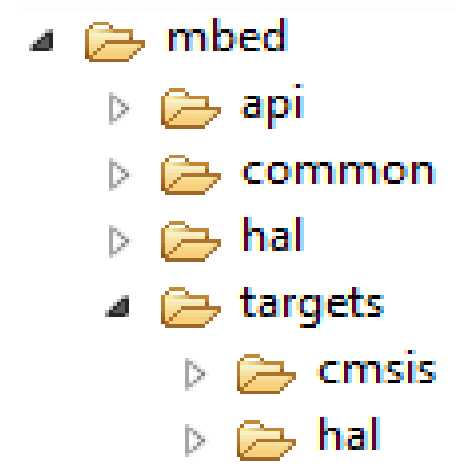 mbed
api
common
hal
targets
cmsis
hal